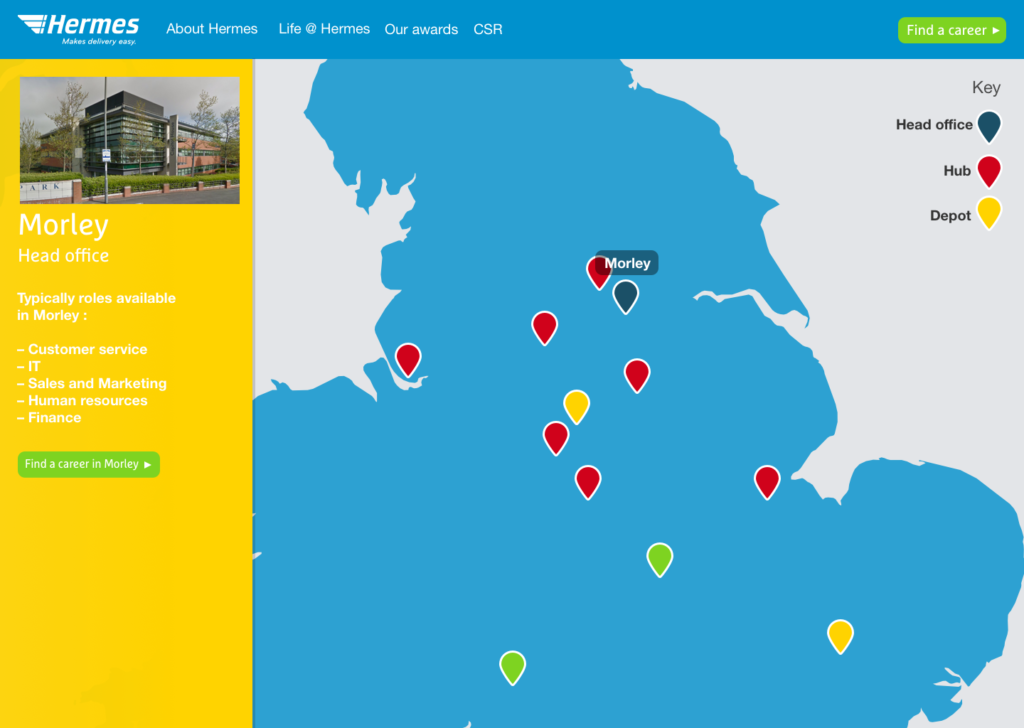 Hermes
Makes delivery easy.
About Hermes
Life @ Hermes
Our awards
CSR
Find a career ▸
ARK
Morley
Head office
Typically roles available
in Morley :
– Customer service
– IT
– Sales and Marketing
– Human resources
– Finance
Find a career in Morley ▸
Morley
Key
Head office
Hub
Depot